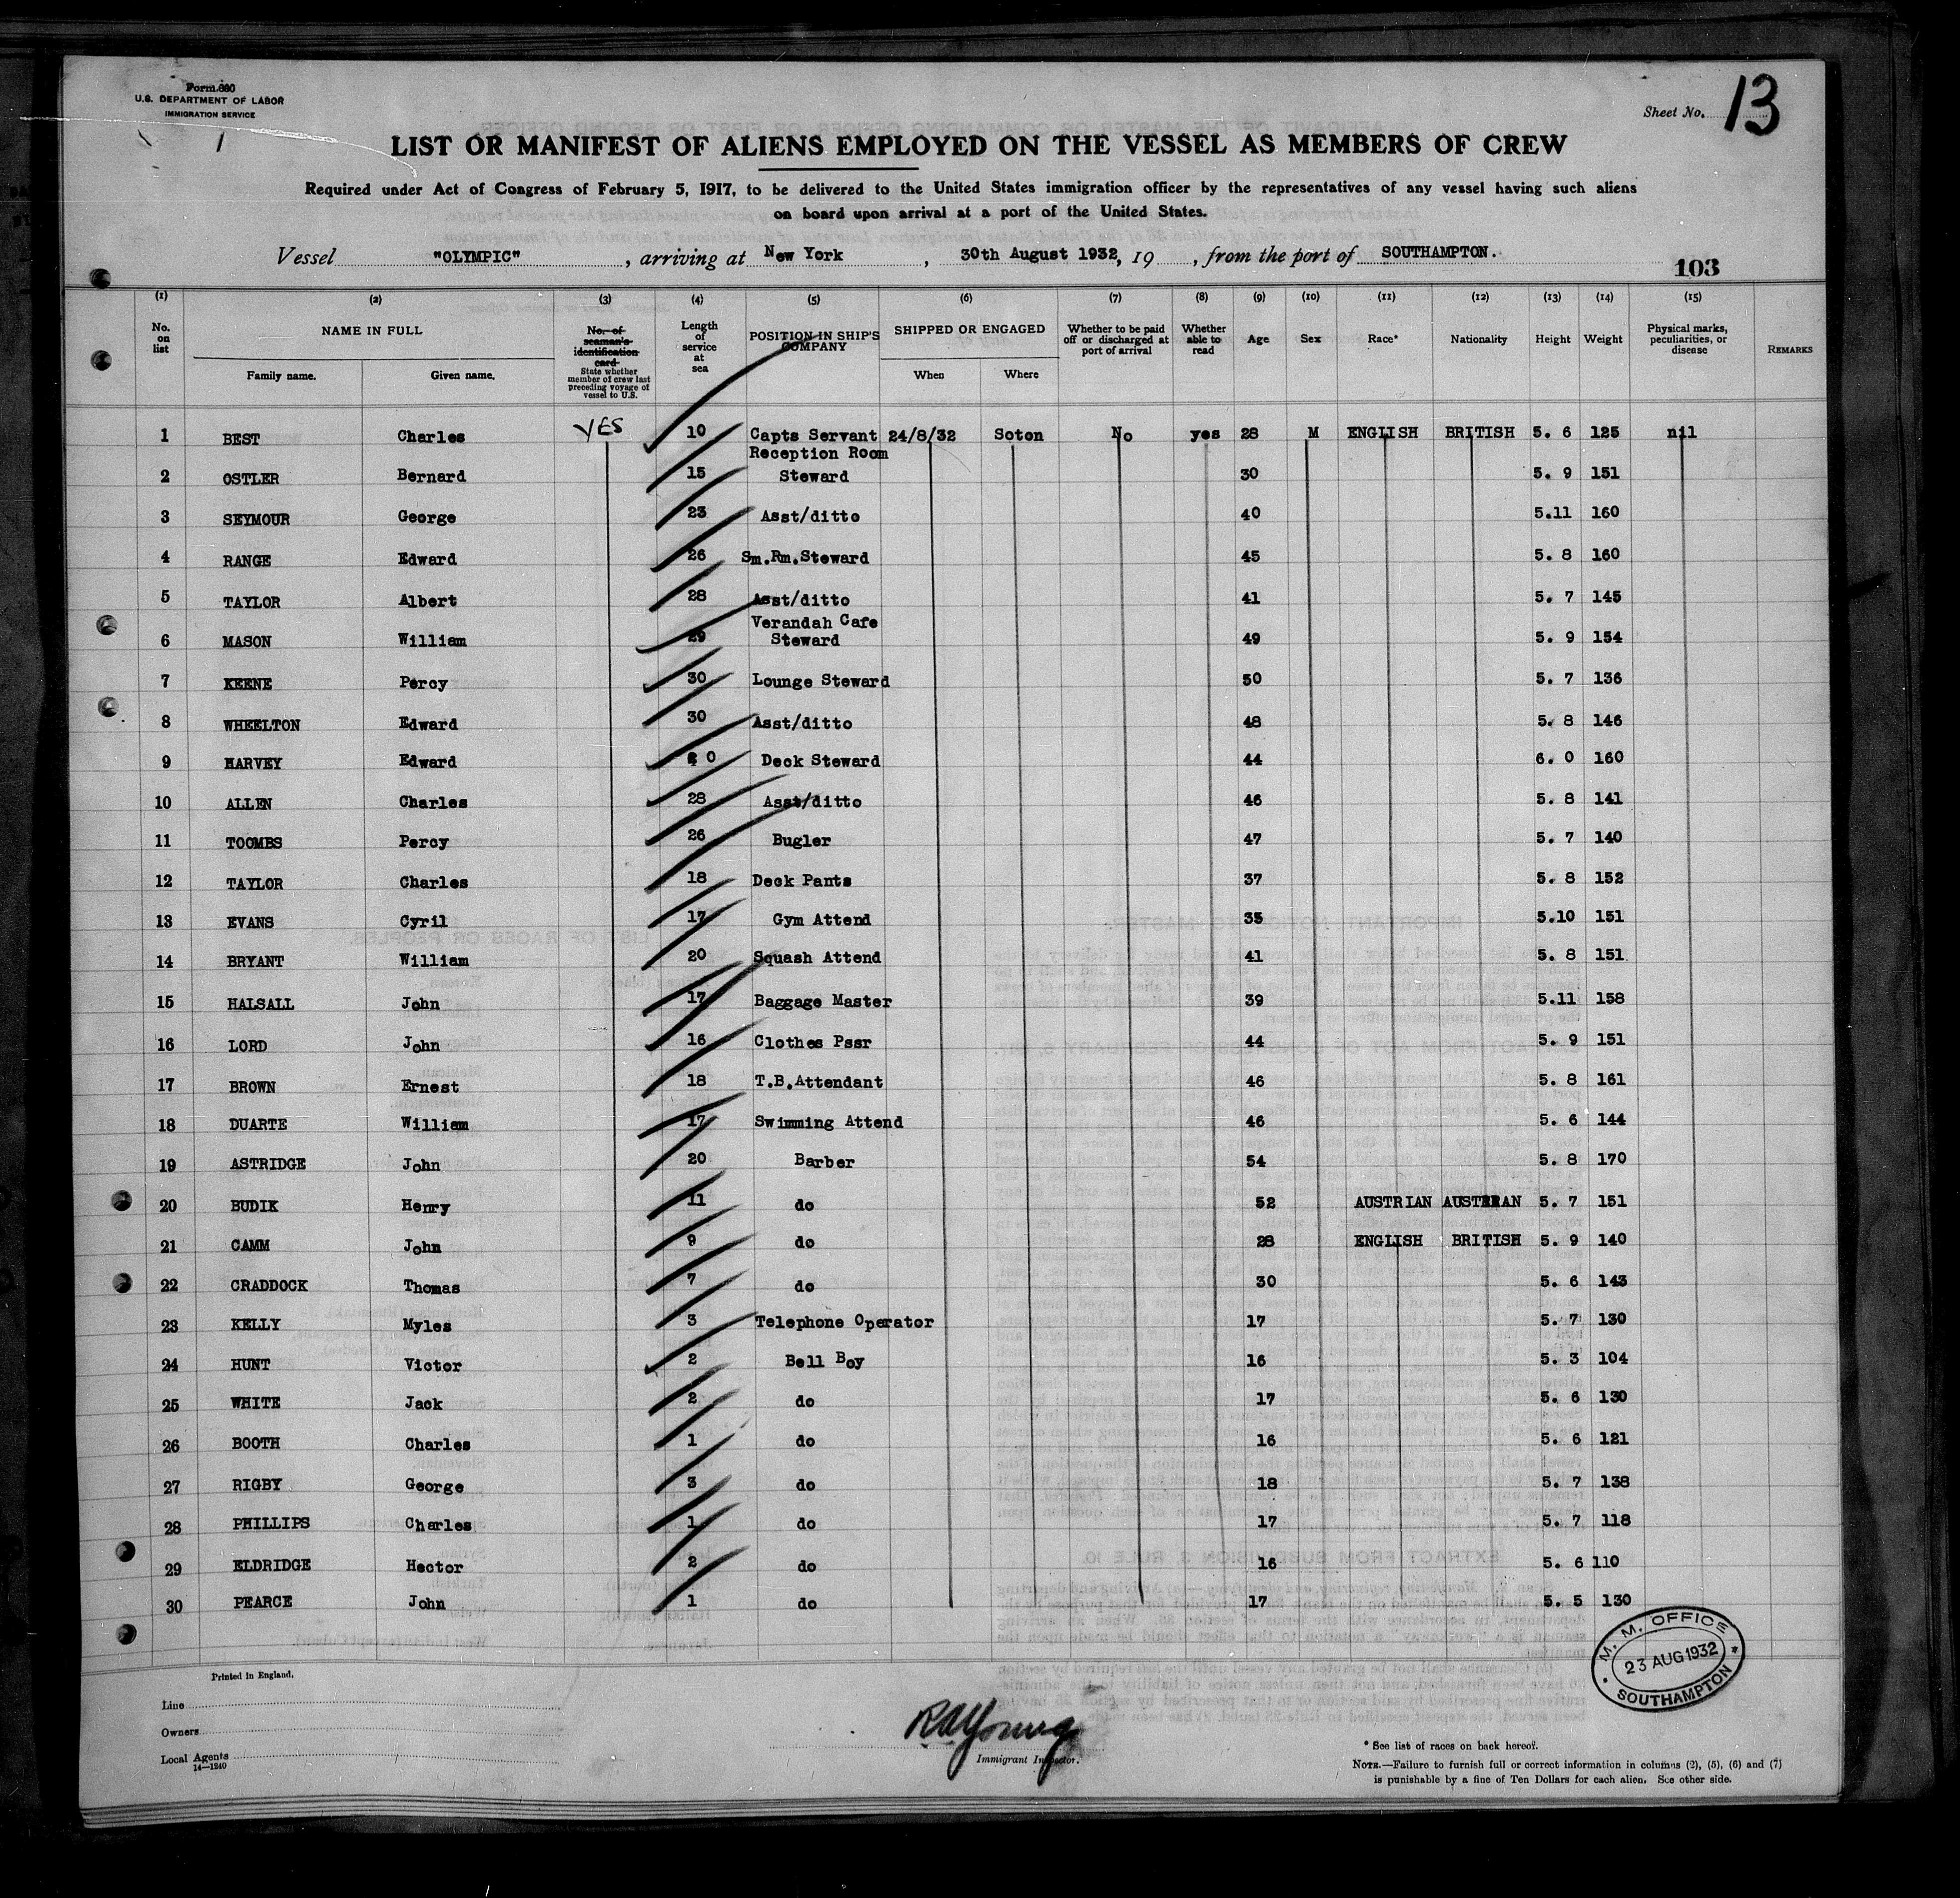 Form 680
U.S. DEPARTMENT OF LABOR
IMMIGRATION SERVICE
Sheet No. 13
LIST OR MANIFEST OF ALIENS EMPLOYED ON THE VESSEL AS MEMBERS OF CREW
Required under Act of Congress of February 5, 1917, to be delivered to the United States immigration officer by the representatives of any vessel having such aliens
on board upon arrival at a port of the United States.
Vessel "OLYMPIC", arriving at New York, 30th August 1932, 19 , from the port of SOUTHAMPTON.
103
(1) (2) (3) (4) (5) (6) (7) (8) (9) (10) (11) (12) (13) (14) (15)
No. on list NAME IN FULL Family name. Given name. No. of seaman's identification card State whether member of crew last preceding voyage of vessel to U.S. Length of service at sea POSITION IN SHIP'S COMPANY SHIPPED OR ENGAGED When Where Whether to be paid off or discharged at port of arrival Whether able to read Age Sex Race* Nationality Height Weight Physical marks, peculiarities, or disease REMARKS
1 BEST Charles YES 10 Capts Servant 24/8/32 Soton No yes 28 M ENGLISH BRITISH 5. 6 125 nil
2 OSTLER Bernard 15 Reception Room Steward 30 5. 9 151
3 SEYMOUR George 23 Asst/ditto 40 5.11 160
4 RANGE Edward 26 Sm.Rm.Steward 45 5. 8 160
5 TAYLOR Albert 28 Asst/ditto 41 5. 7 145
6 MASON William 29 Verandah Cafe Steward 49 5. 9 154
7 KEENE Percy 30 Lounge Steward 50 5. 7 136
8 WHEELTON Edward 30 Asst/ditto 48 5. 8 146
9 HARVEY Edward Deck Steward 44 6. 0 160
10 ALLEN Charles 28 Asst/ditto 46 5. 8 141
11 TOOMBS Percy 26 Bugler 47 5. 7 140
12 TAYLOR Charles 18 Deck Pants 37 5. 8 152
13 EVANS Cyril 17 Gym Attend 35 5.10 151
14 BRYANT William 20 Squash Attend 41 5. 8 151
15 HALSALL John 17 Baggage Master 39 5.11 158
16 LORD John 16 Clothes Pssr 44 5. 9 151
17 BROWN Ernest 18 T.B.Attendant 46 5. 8 161
18 DUARTE William 17 Swimming Attend 46 5. 6 144
19 ASTRIDGE John 20 Barber 54 5. 8 170
20 BUDIK Henry 11 do 52 AUSTRIAN AUSTRIAN 5. 7 151
21 CAMM John 9 do 28 ENGLISH BRITISH 5. 9 140
22 CRADDOCK Thomas 7 do 30 5. 6 143
23 KELLY Myles 3 Telephone Operator 17 5. 7 130
24 HUNT Victor 2 Bell Boy 16 5. 3 104
25 WHITE Jack 2 do 17 5. 6 130
26 BOOTH Charles 1 do 16 5. 6 121
27 RIGBY George 3 do 18 5. 7 138
28 PHILLIPS Charles 1 do 17 5. 7 118
29 ELDRIDGE Hector 2 do 16 5. 6 110
30 PEARCE John 1 do 17 5. 5 130
M. M. OFFICE
23 AUG 1932
SOUTHAMPTON
Printed in England.
Line
Owners
Local Agents
14—1240
R A Young
Immigrant Inspector.
* See list of races on back hereof.
NOTE.—Failure to furnish full or correct information in columns (2), (5), (6) and (7)
is punishable by a fine of Ten Dollars for each alien. See other side.